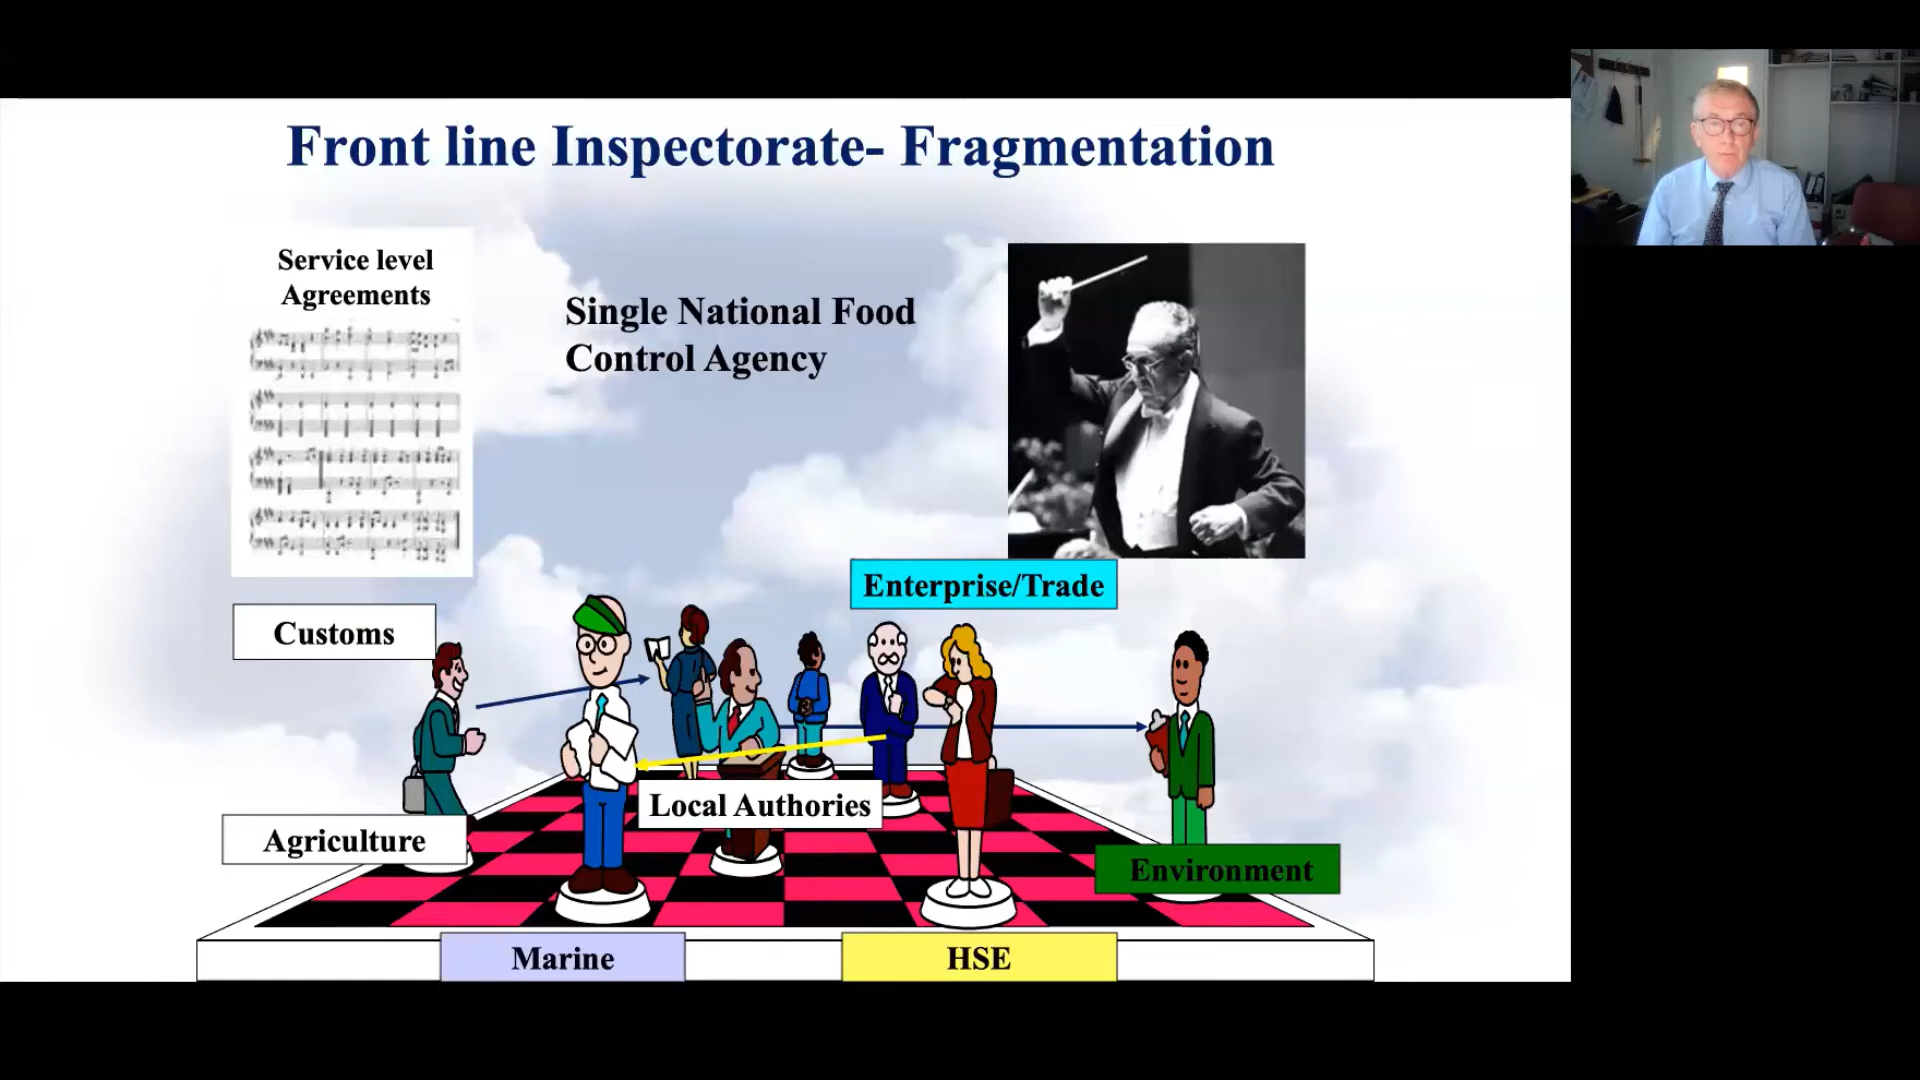 Front line Inspectorate- Fragmentation
Service level
Agreements
Single National Food
Control Agency
Enterprise/Trade
Customs
Local Authories
Agriculture
Environment
Marine
HSE